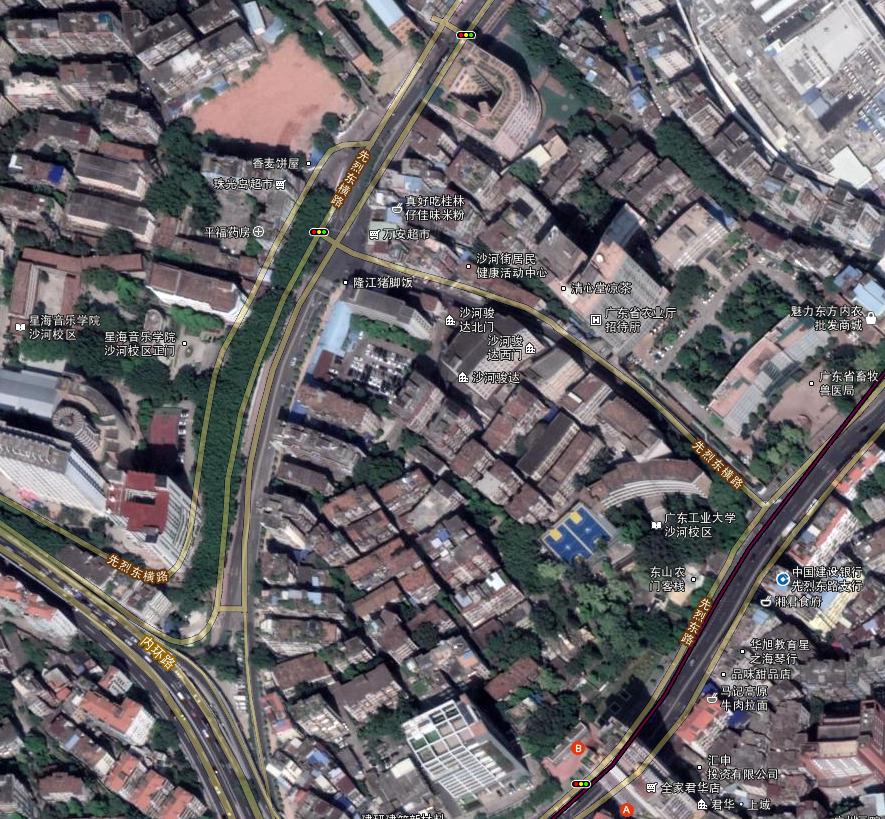 香麦饼屋
珠光岛超市
先烈东横路
真好吃桂林
仔佳味米粉
平福药房
万安超市
沙河街居民
健康活动中心
隆江猪脚饭
清心堂凉茶
星海音乐学院
沙河校区
星海音乐学院
沙河校区正门
沙河骏
达北门
广东省农业厅
招待所
魅力东方内衣
批发商城
沙河骏
达西门
沙河骏达
广东省畜牧
兽医局
先烈东横路
广东工业大学
沙河校区
先烈东横路
东山农
门客栈
中国建设银行
先烈东路支行
湘君食府
先烈东路
内环路
华旭教育星
之海琴行
品味甜品店
马记高原
牛肉拉面
B
汇申
投资有限公司
全家君华店
A
君华·上域
建研建筑新材料